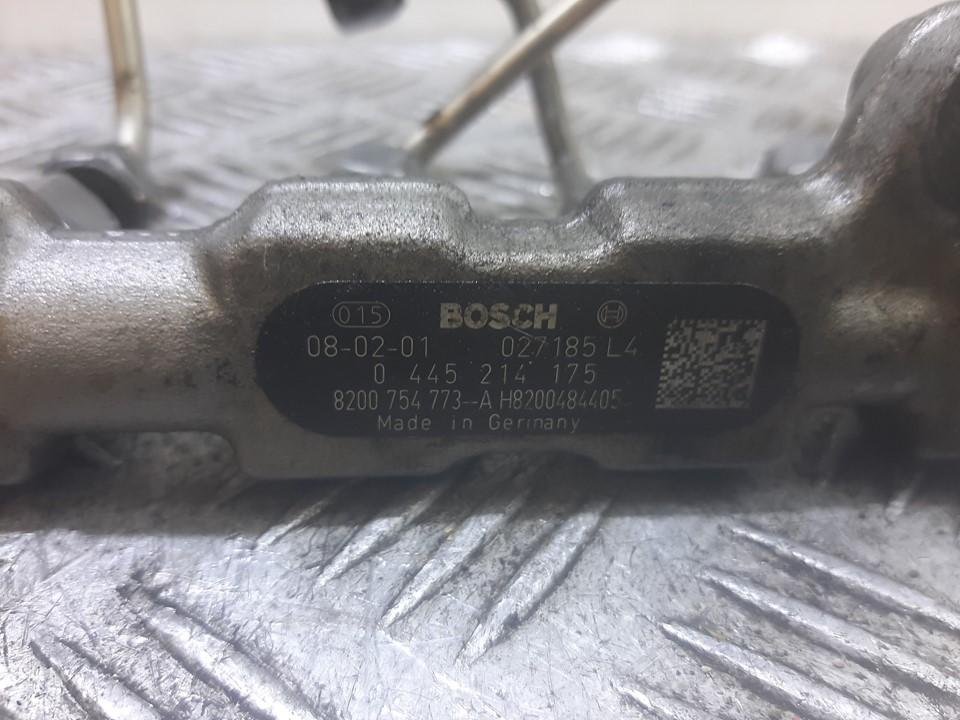 015 BOSCH
08-02-01 027185 L4
0 445 214 175
8200 754 773--A H8200484405-
Made in Germany